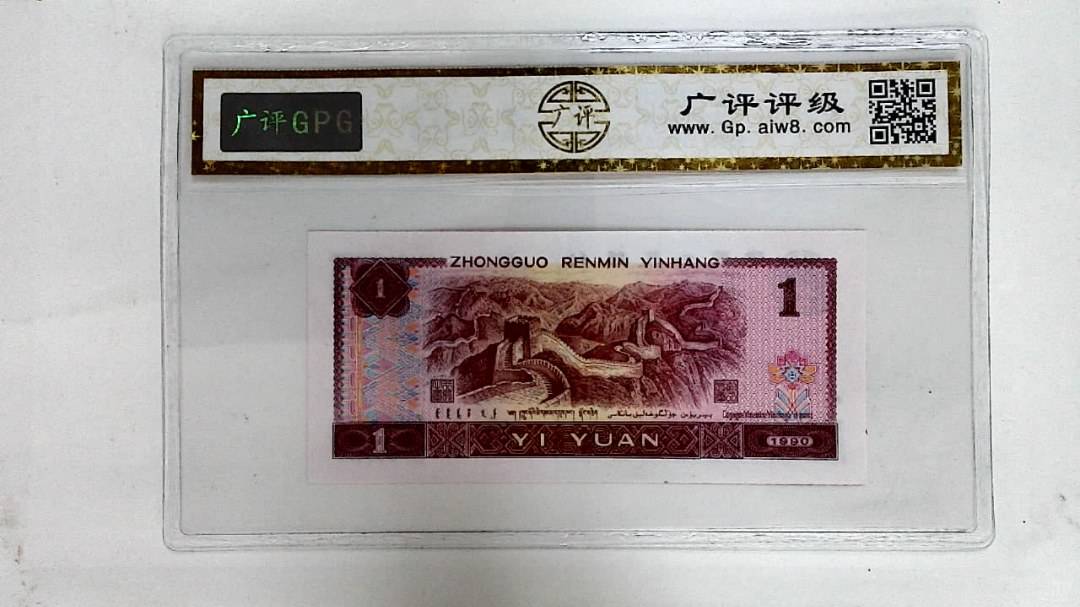 广评GPG
广评
广评评级
www. Gp. aiw8. com
ZHONGGUO RENMIN YINHANG
1
1
1
YI YUAN
1990